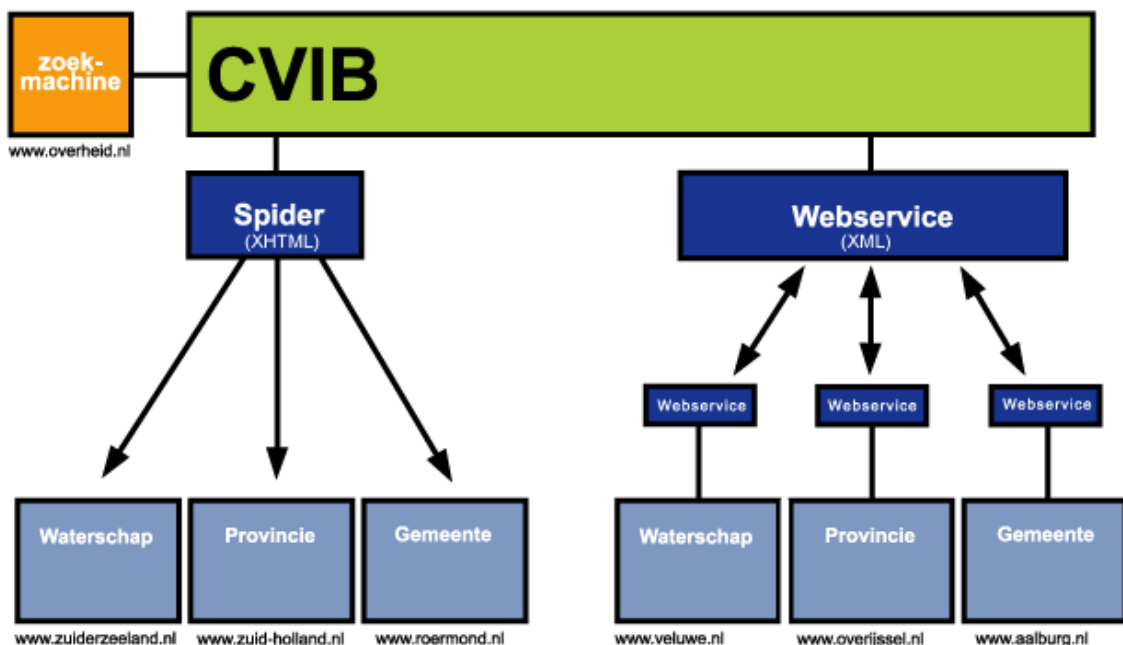 zoek-
machine
CVIB
www.overheid.nl
Spider
(XHTML)
Webservice
(XML)
Webservice
Webservice
Webservice
Waterschap
Provincie
Gemeente
Waterschap
Provincie
Gemeente
www.zuiderzeeland.nl
www.zuid-holland.nl
www.roermond.nl
www.veluwe.nl
www.overijssel.nl
www.aalburg.nl